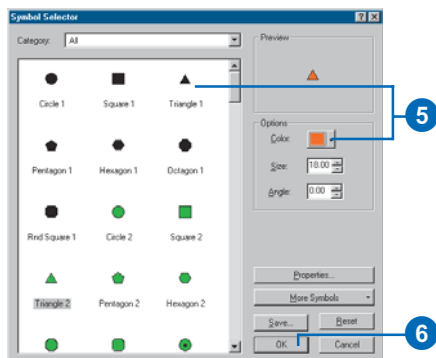 Symbol Selector
Category: All
Preview
Circle 1 Square 1 Triangle 1
5
Options
Color:
Pentagon 1 Hexagon 1 Octagon 1
Size: 18.00
Angle: 0.00
Rnd Square 1 Circle 2 Square 2
Properties...
Triangle 2 Pentagon 2 Hexagon 2
More Symbols
Save... Reset
OK Cancel
6